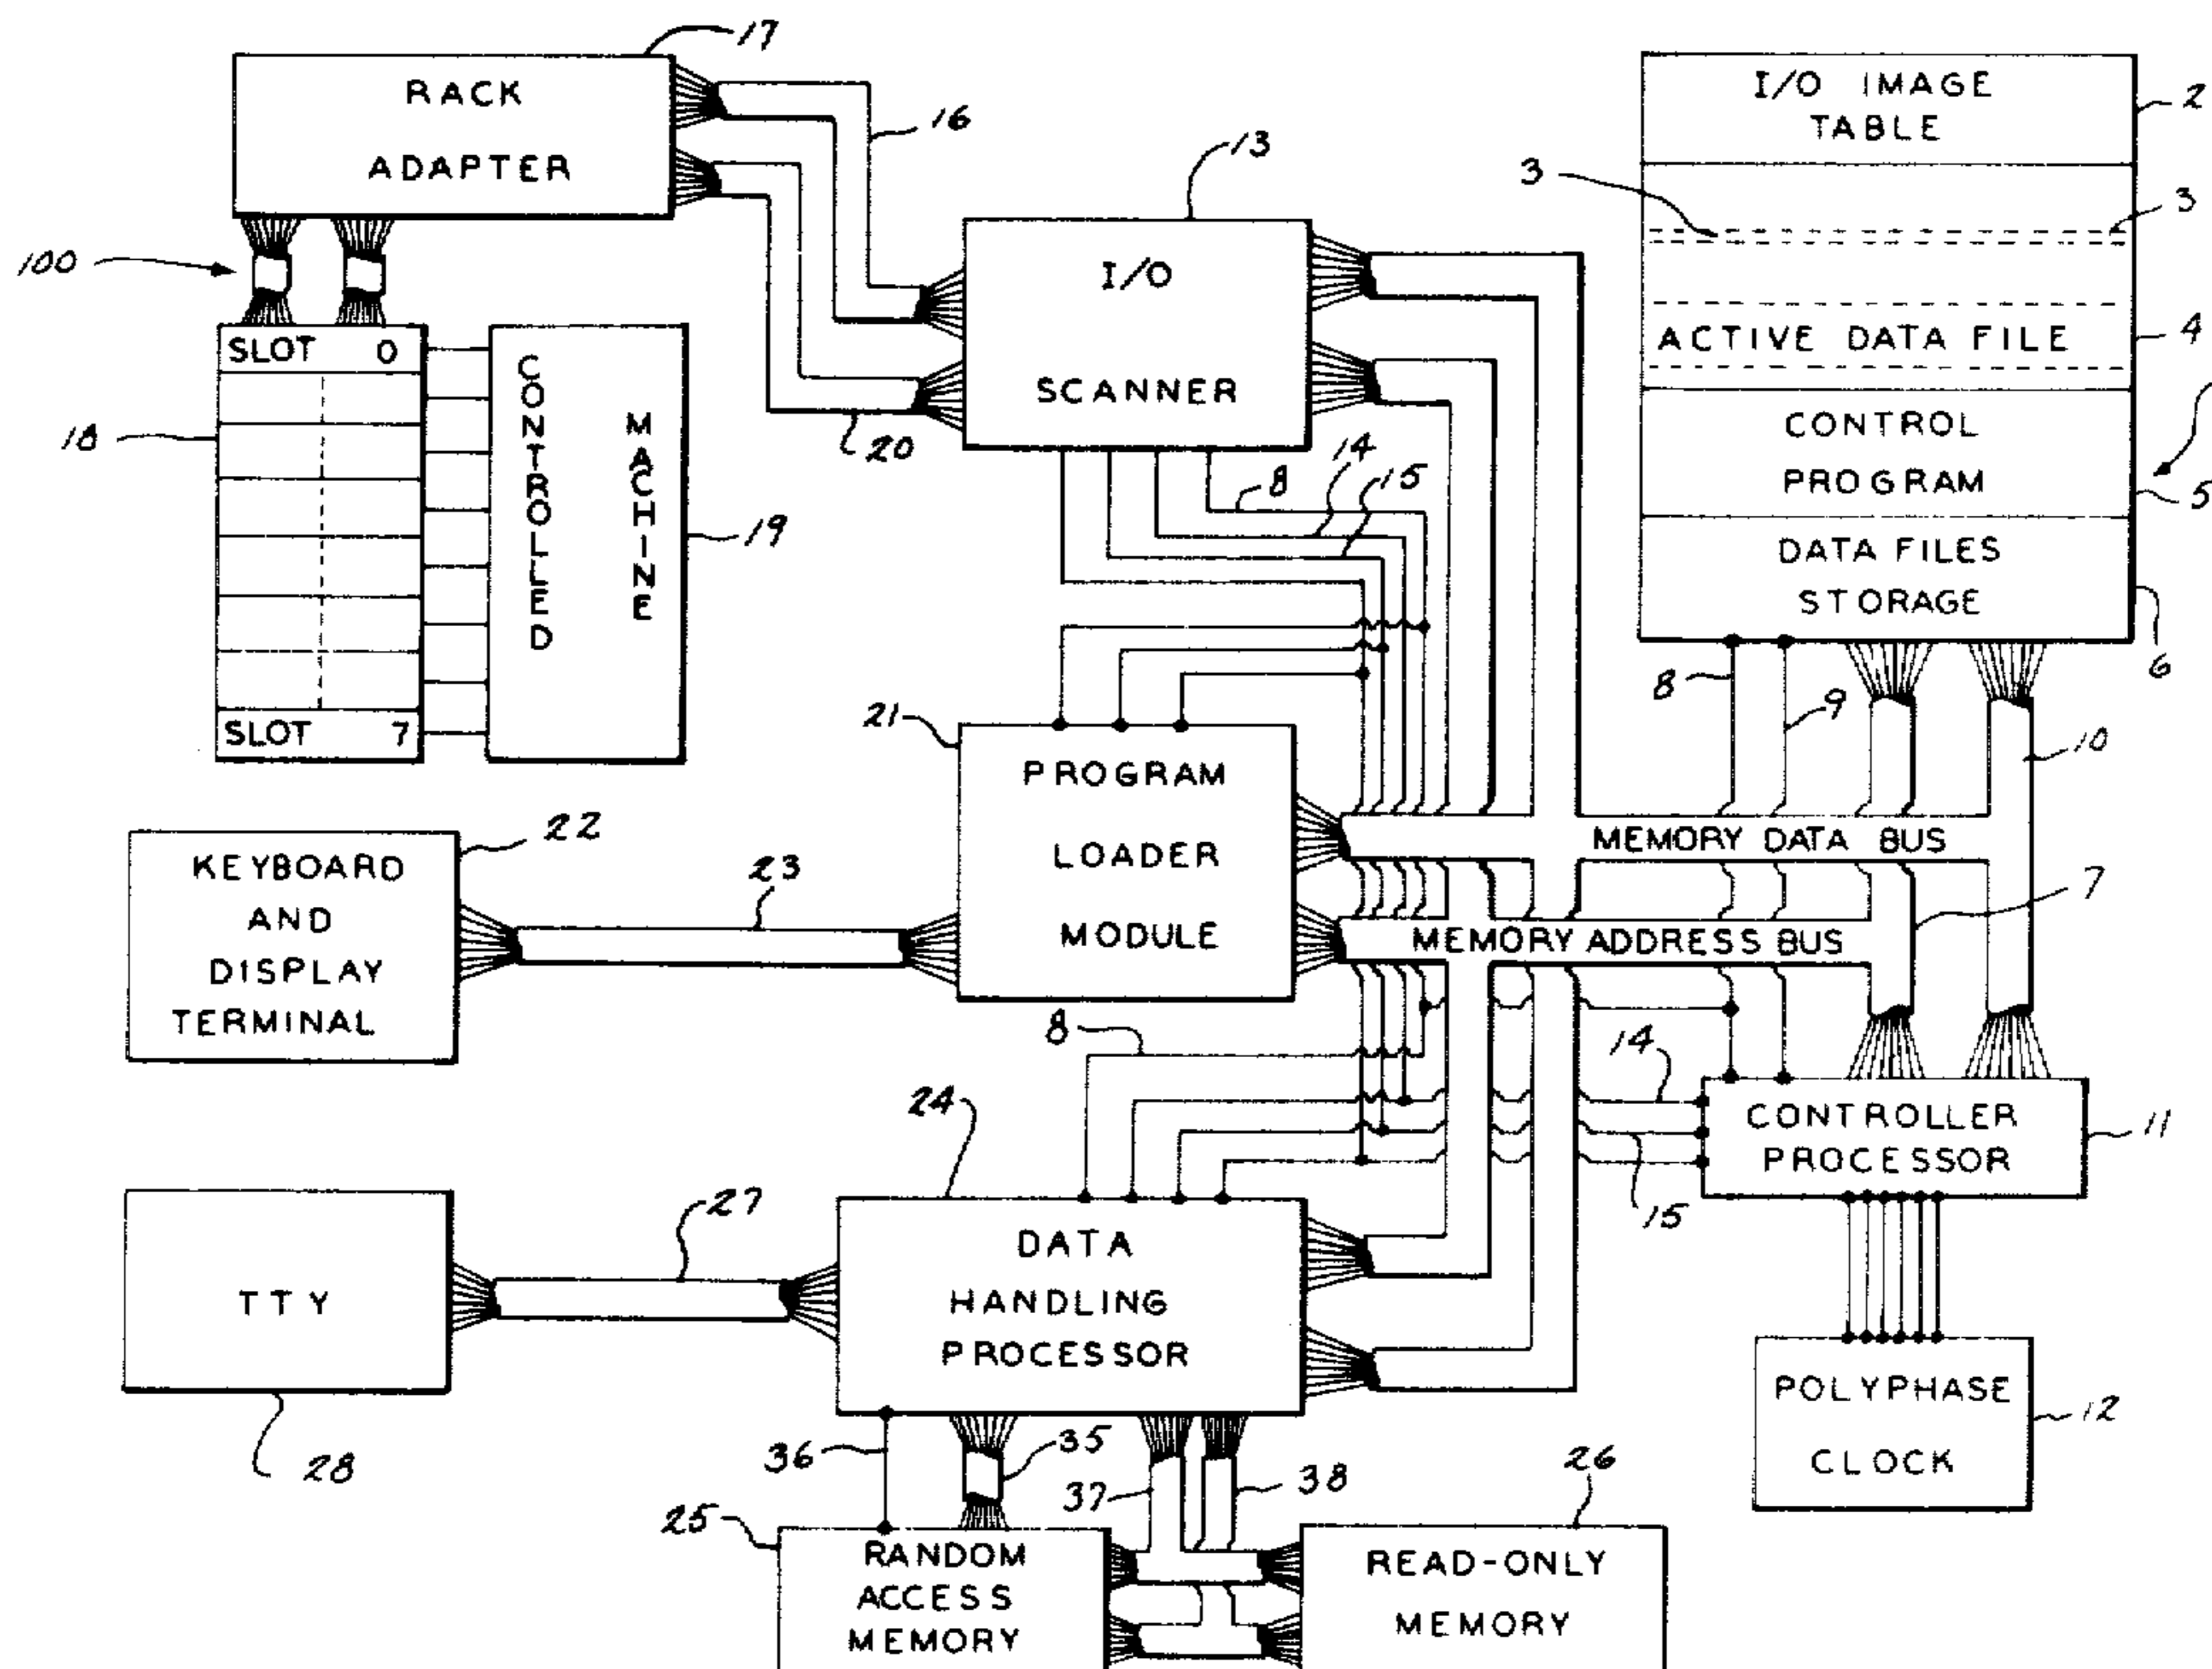 17
RACK
ADAPTER
16
100
SLOT 0
18
SLOT 7
CONTROLLED
MACHINE
19
20
13
I/O
SCANNER
8
14
15
I/O IMAGE
TABLE
2
3
3
ACTIVE DATA FILE
4
CONTROL
PROGRAM
5
DATA FILES
STORAGE
6
8
9
10
21
PROGRAM
LOADER
MODULE
MEMORY DATA BUS
MEMORY ADDRESS BUS
7
22
KEYBOARD
AND
DISPLAY
TERMINAL
23
8
14
15
CONTROLLER
PROCESSOR
11
24
DATA
HANDLING
PROCESSOR
27
TTY
28
POLYPHASE
CLOCK
12
36
35
37
38
25
RANDOM
ACCESS
MEMORY
26
READ-ONLY
MEMORY